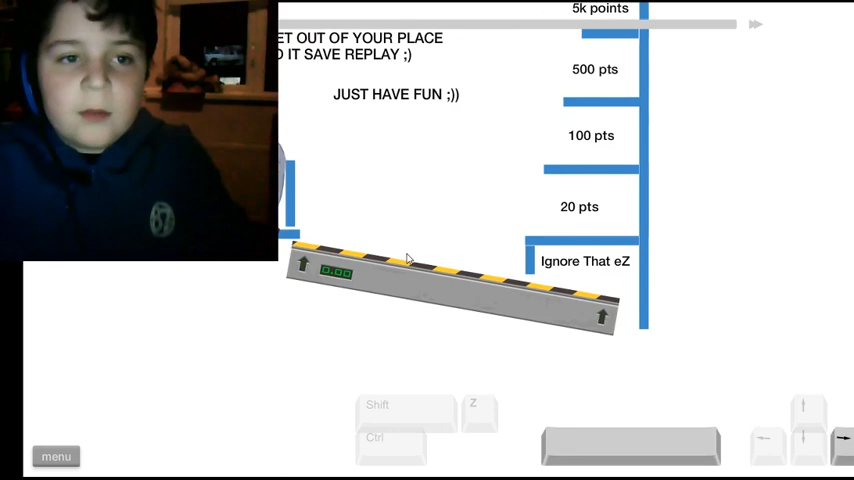 5k points
ET OUT OF YOUR PLACE
IT SAVE REPLAY ;)
500 pts
JUST HAVE FUN ;))
100 pts
20 pts
Ignore That eZ
0.00
Shift
Z
Ctrl
menu